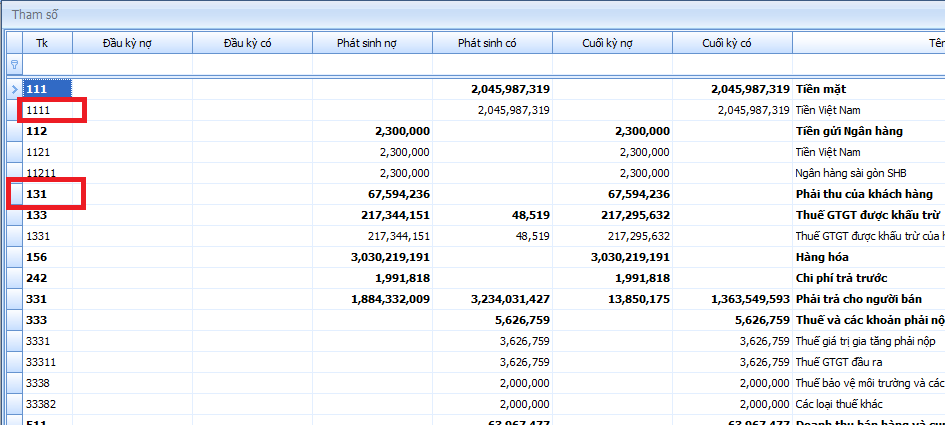 Tham số
Tk Đầu kỳ nợ Đầu kỳ có Phát sinh nợ Phát sinh có Cuối kỳ nợ Cuối kỳ có Tên
111 2,045,987,319 2,045,987,319 Tiền mặt
1111 2,045,987,319 2,045,987,319 Tiền Việt Nam
112 2,300,000 2,300,000 Tiền gửi Ngân hàng
1121 2,300,000 2,300,000 Tiền Việt Nam
11211 2,300,000 2,300,000 Ngân hàng sài gòn SHB
131 67,594,236 67,594,236 Phải thu của khách hàng
133 217,344,151 48,519 217,295,632 Thuế GTGT được khấu trừ
1331 217,344,151 48,519 217,295,632 Thuế GTGT được khấu trừ của h
156 3,030,219,191 3,030,219,191 Hàng hóa
242 1,991,818 1,991,818 Chi phí trả trước
331 1,884,332,009 3,234,031,427 13,850,175 1,363,549,593 Phải trả cho người bán
333 5,626,759 5,626,759 Thuế và các khoản phải nộ
3331 3,626,759 3,626,759 Thuế giá trị gia tăng phải nộp
33311 3,626,759 3,626,759 Thuế GTGT đầu ra
3338 2,000,000 2,000,000 Thuế bảo vệ môi trường và các
33382 2,000,000 2,000,000 Các loại thuế khác
511 63,967,477 63,967,477 Doanh thu bán hàng và cun